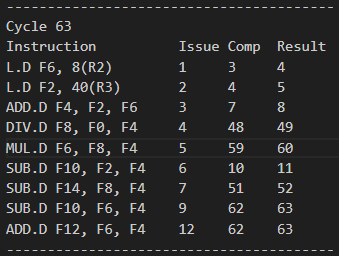 -----------------------------------------
Cycle 63
Instruction Issue Comp Result
L.D F6, 8(R2) 1 3 4
L.D F2, 40(R3) 2 4 5
ADD.D F4, F2, F6 3 7 8
DIV.D F8, F0, F4 4 48 49
MUL.D F6, F8, F4 5 59 60
SUB.D F10, F2, F4 6 10 11
SUB.D F14, F8, F4 7 51 52
SUB.D F10, F6, F4 9 62 63
ADD.D F12, F6, F4 12 62 63
-----------------------------------------